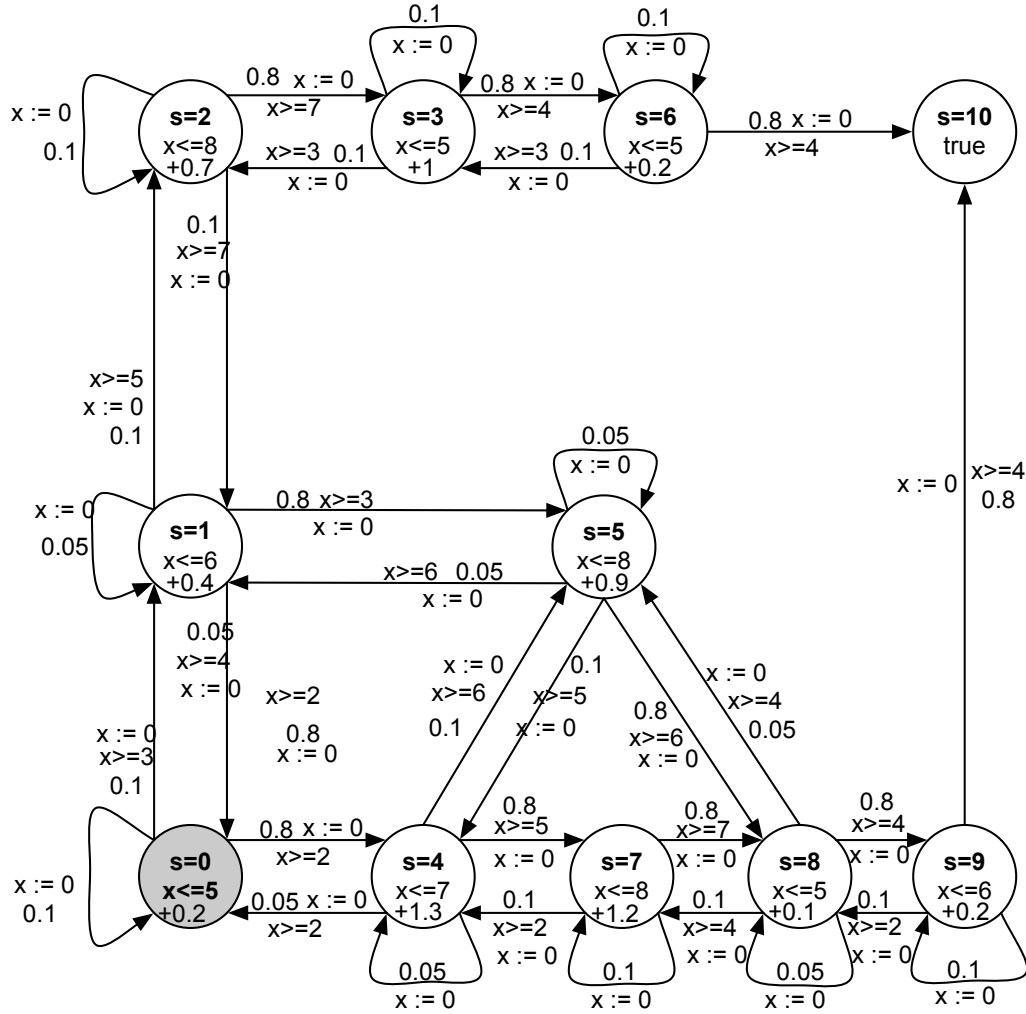 0.1
x := 0
0.1
x := 0
0.8 x := 0
x>=7
0.8 x := 0
x>=4
x := 0
0.1
s=2
x<=8
+0.7
s=3
x<=5
+1
s=6
x<=5
+0.2
0.8 x := 0
x>=4
s=10
true
x>=3 0.1
x := 0
x>=3 0.1
x := 0
0.1
x>=7
x := 0
x>=5
x := 0
0.1
0.05
x := 0
x := 0
x>=4
0.8
x := 0
0.05
s=1
x<=6
+0.4
0.8 x>=3
x := 0
s=5
x<=8
+0.9
x>=6 0.05
x := 0
0.05
x>=4
x := 0
x>=2
0.8
x := 0
x := 0
x>=6
0.1
0.1
x>=5
x := 0
0.8
x>=6
x := 0
x := 0
x>=4
0.05
x := 0
x>=3
0.1
x := 0
0.1
s=0
x<=5
+0.2
0.8 x := 0
x>=2
0.05 x := 0
x>=2
s=4
x<=7
+1.3
0.8
x>=5
x := 0
0.1
x>=2
x := 0
s=7
x<=8
+1.2
0.8
x>=7
x := 0
0.1
x>=4
x := 0
s=8
x<=5
+0.1
0.8
x>=4
x := 0
0.1
x>=2
x := 0
s=9
x<=6
+0.2
0.05
x := 0
0.1
x := 0
0.05
x := 0
0.1
x := 0